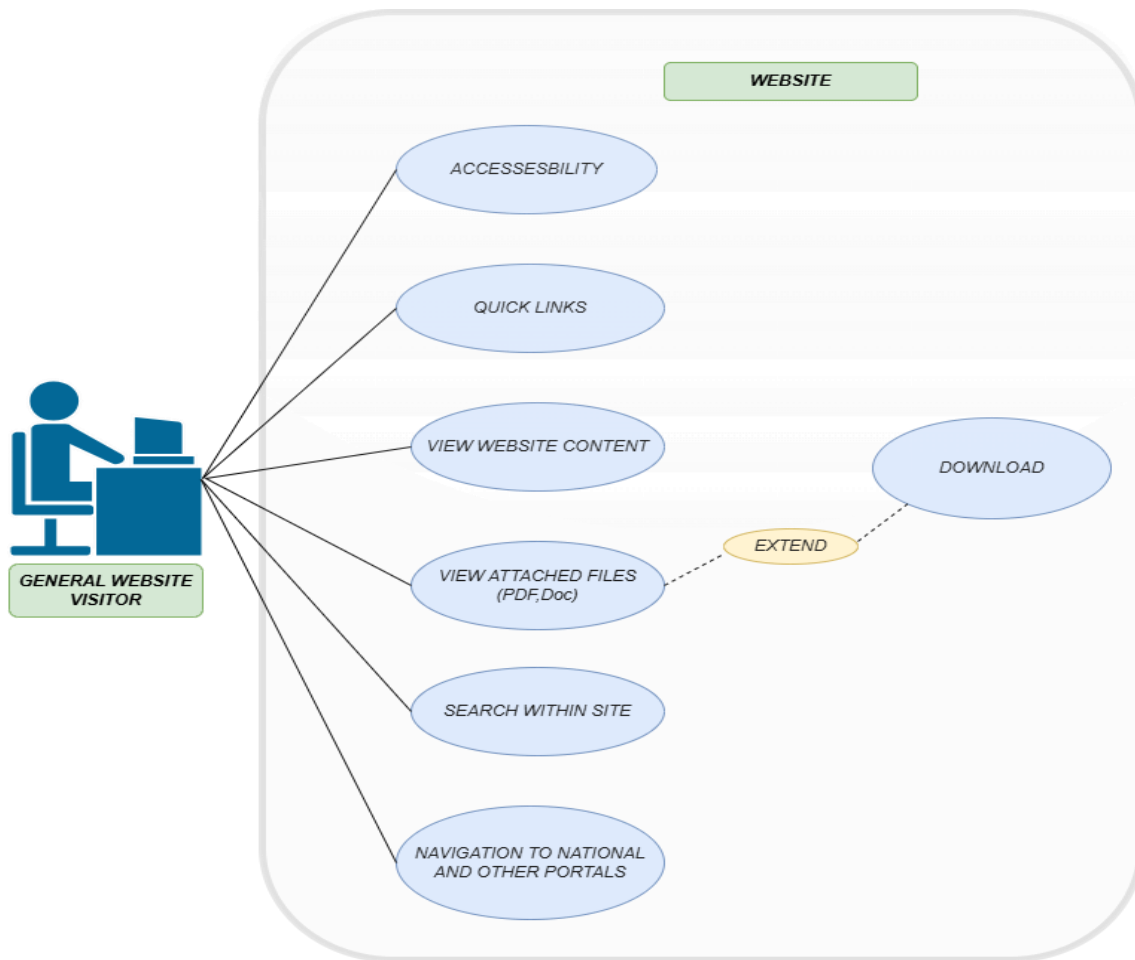 WEBSITE
ACCESSESBILITY
QUICK LINKS
VIEW WEBSITE CONTENT
DOWNLOAD
EXTEND
VIEW ATTACHED FILES
(PDF,Doc)
GENERAL WEBSITE
VISITOR
SEARCH WITHIN SITE
NAVIGATION TO NATIONAL
AND OTHER PORTALS